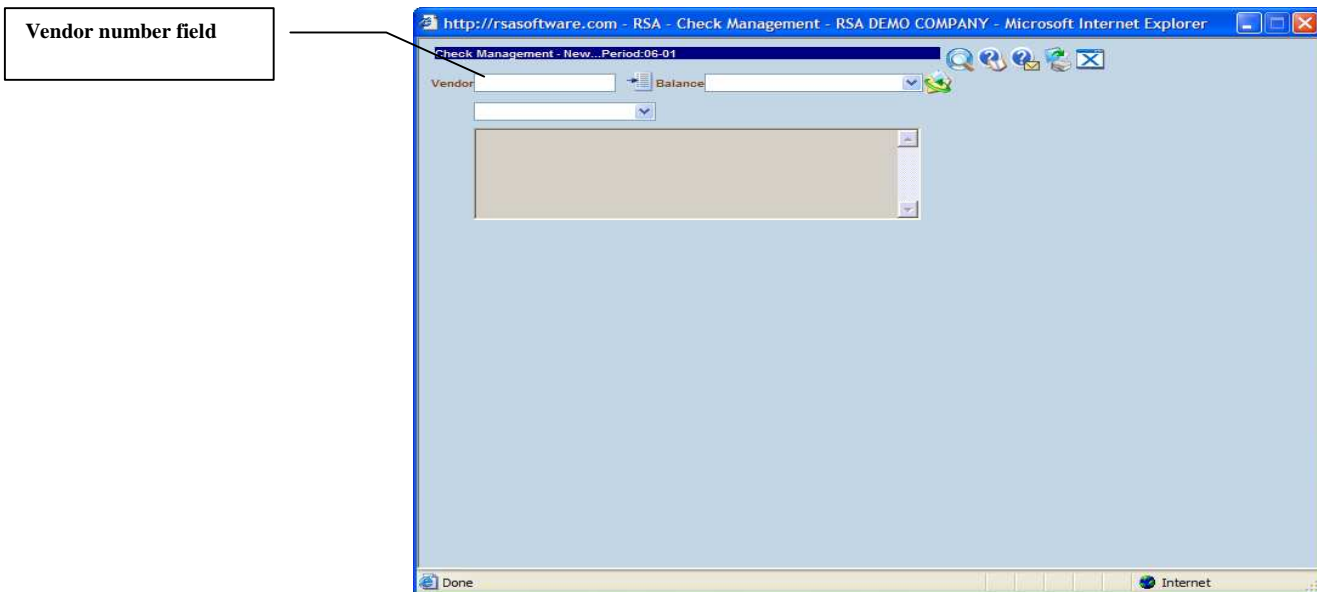 Vendor number field
http://rsasoftware.com - RSA - Check Management - RSA DEMO COMPANY - Microsoft Internet Explorer
Check Management - New...Period:06-01
Vendor Balance
Done Internet